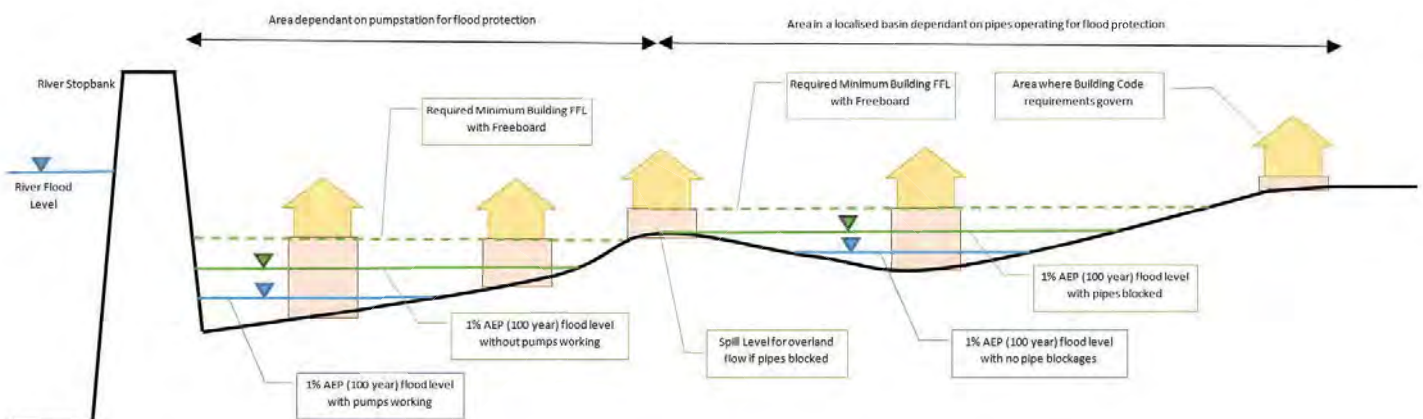 Area dependant on pumpstation for flood protection
Area in a localised basin dependant on pipes operating for flood protection
River Stopbank
Required Minimum Building FFL
with Freeboard
Required Minimum Building FFL
with Freeboard
Area where Building Code
requirements govern
River Flood
Level
1% AEP (100 year) flood level
with pipes blocked
1% AEP (100 year) flood level
without pumps working
Spill Level for overland
flow if pipes blocked
1% AEP (100 year) flood level
with no pipe blockages
1% AEP (100 year) flood level
with pumps working